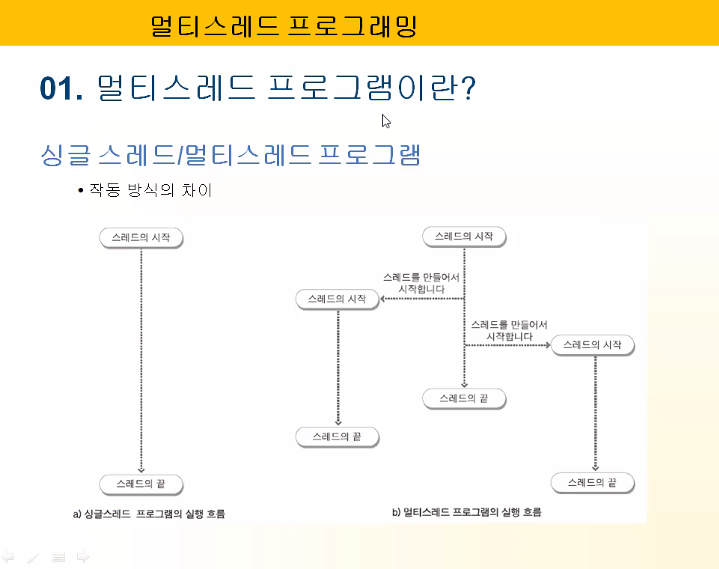 멀티스레드 프로그래밍
01. 멀티스레드 프로그램이란?
싱글 스레드/멀티스레드 프로그램
• 작동 방식의 차이
스레드의 시작
스레드의 끝
a) 싱글스레드 프로그램의 실행 흐름
스레드의 시작
스레드를 만들어서
시작합니다
스레드의 시작
스레드를 만들어서
시작합니다
스레드의 시작
스레드의 끝
스레드의 끝
스레드의 끝
b) 멀티스레드 프로그램의 실행 흐름